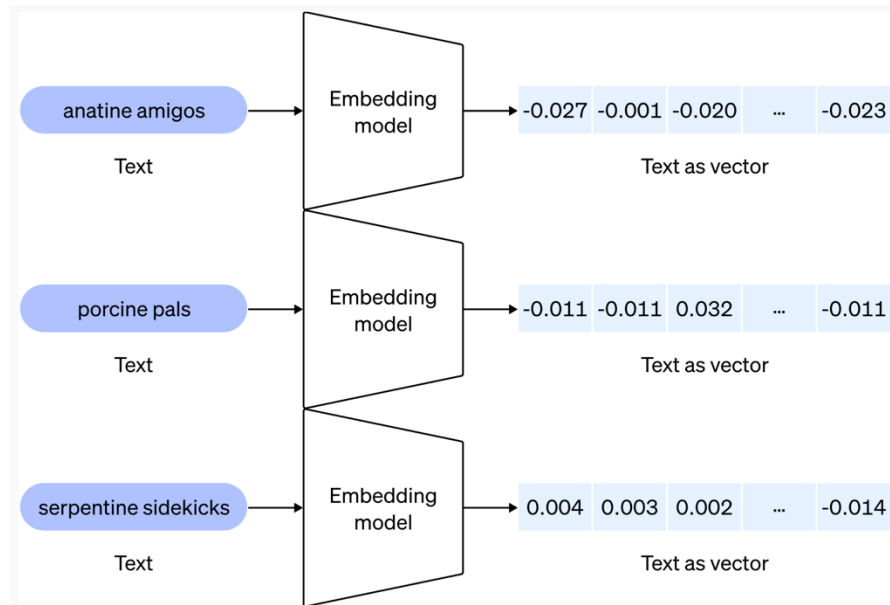 anatine amigos
Embedding
model
-0.027 -0.001 -0.020 ... -0.023
Text
Text as vector
porcine pals
Embedding
model
-0.011 -0.011 0.032 ... -0.011
Text
Text as vector
serpentine sidekicks
Embedding
model
0.004 0.003 0.002 ... -0.014
Text
Text as vector